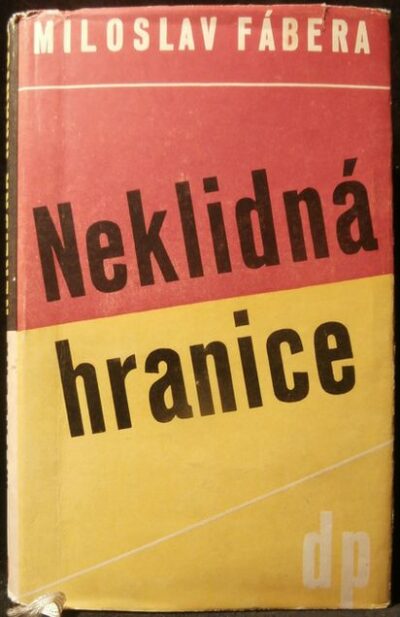 MILOSLAV FÁBERA
Neklidná
hranice
dp